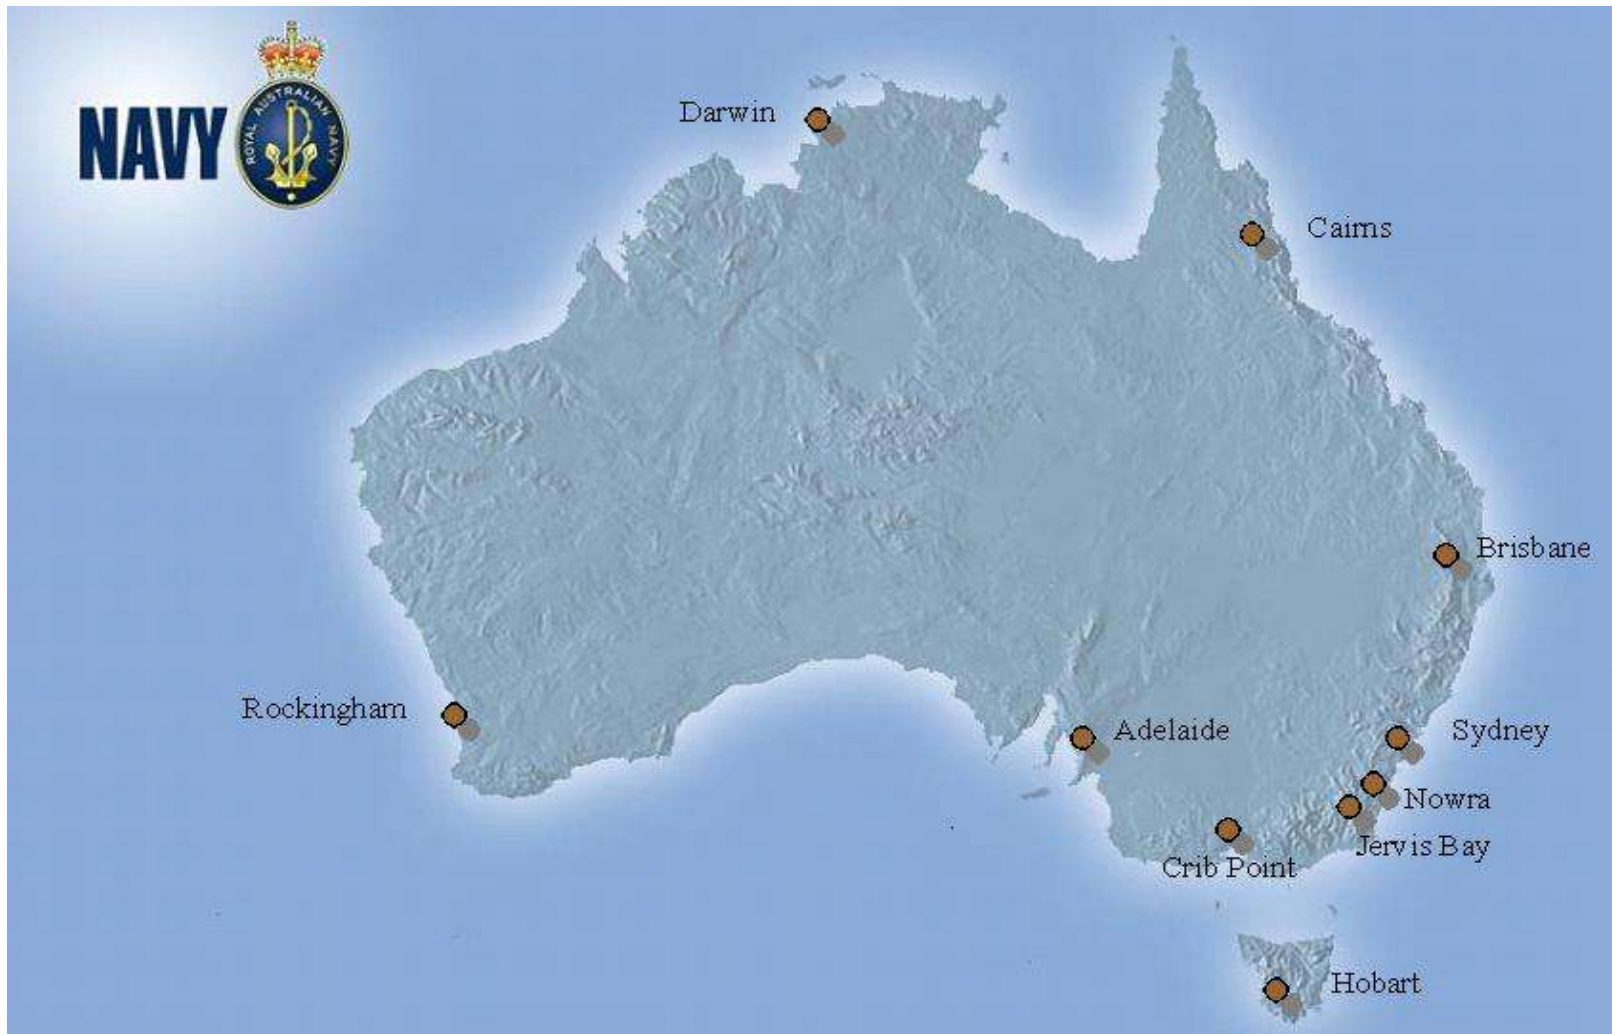 NAVY
ROYAL AUSTRALIAN NAVY
Darwin
Cairns
Brisbane
Rockingham
Adelaide
Sydney
Nowra
Jervis Bay
Crib Point
Hobart